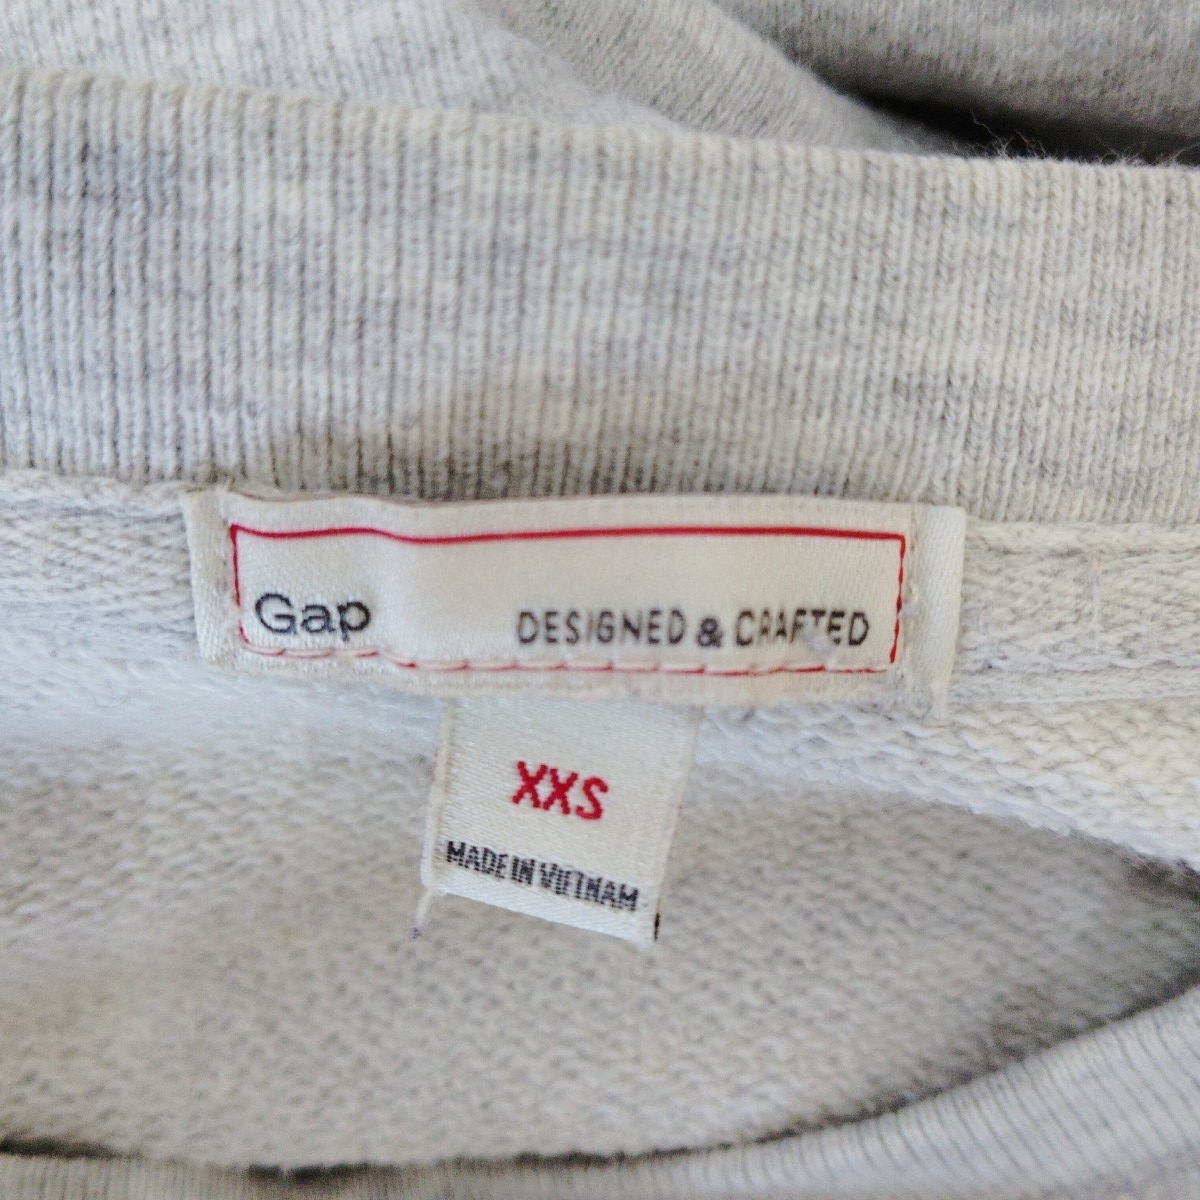 Gap DESIGNED & CRAFTED
XXS
MADE IN VIETNAM